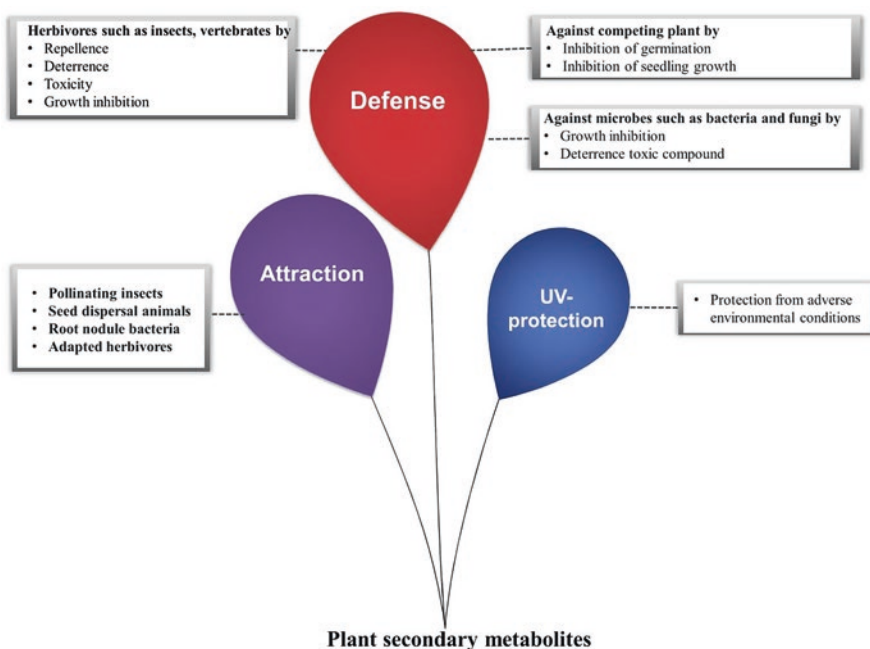 Herbivores such as insects, vertebrates by
• Repellence
• Deterrence
• Toxicity
• Growth inhibition
Defense
Against competing plant by
• Inhibition of germination
• Inhibition of seedling growth
Against microbes such as bacteria and fungi by
• Growth inhibition
• Deterrence toxic compound
Attraction
• Pollinating insects
• Seed dispersal animals
• Root nodule bacteria
• Adapted herbivores
UV-
protection
• Protection from adverse
environmental conditions
Plant secondary metabolites